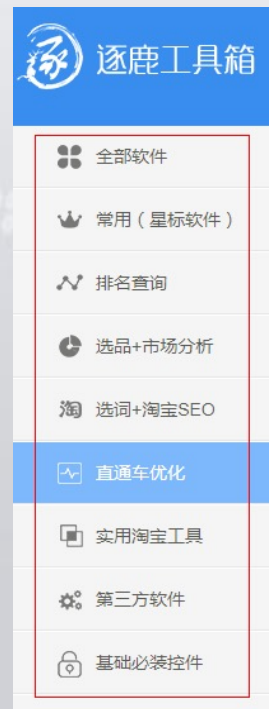 逐 逐鹿工具箱
全部软件
常用（星标软件）
排名查询
选品+市场分析
淘 选词+淘宝SEO
直通车优化
实用淘宝工具
第三方软件
基础必装控件